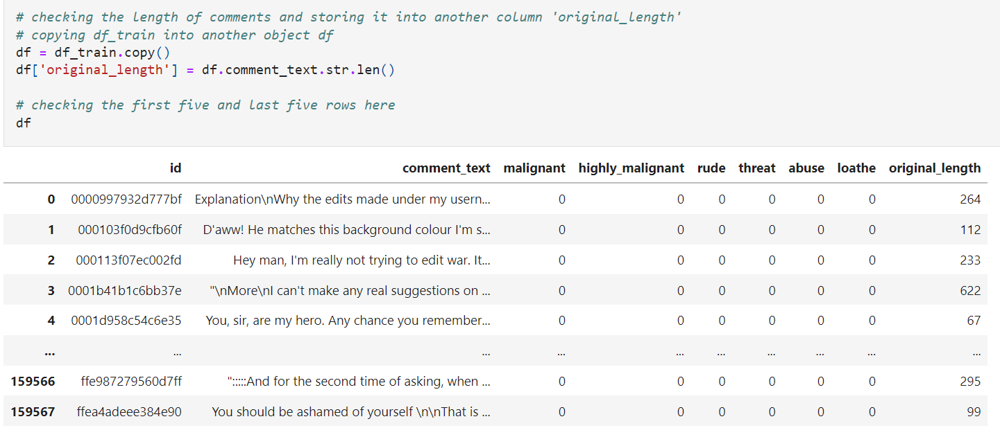 # checking the length of comments and storing it into another column 'original_length'
# copying df_train into another object df
df = df_train.copy()
df['original_length'] = df.comment_text.str.len()
# checking the first five and last five rows here
df
id comment_text malignant highly_malignant rude threat abuse loathe original_length
0 0000997932d777bf Explanation\nWhy the edits made under my usern... 0 0 0 0 0 0 264
1 000103f0d9cfb60f D'aww! He matches this background colour I'm s... 0 0 0 0 0 0 112
2 000113f07ec002fd Hey man, I'm really not trying to edit war. It... 0 0 0 0 0 0 233
3 0001b41b1c6bb37e "\nMore\nI can't make any real suggestions on ... 0 0 0 0 0 0 622
4 0001d958c54c6e35 You, sir, are my hero. Any chance you remember... 0 0 0 0 0 0 67
... ... ... ... ... ... ... ... ... ...
159566 ffe987279560d7ff ":::::And for the second time of asking, when ... 0 0 0 0 0 0 295
159567 ffea4adeee384e90 You should be ashamed of yourself \n\nThat is ... 0 0 0 0 0 0 99